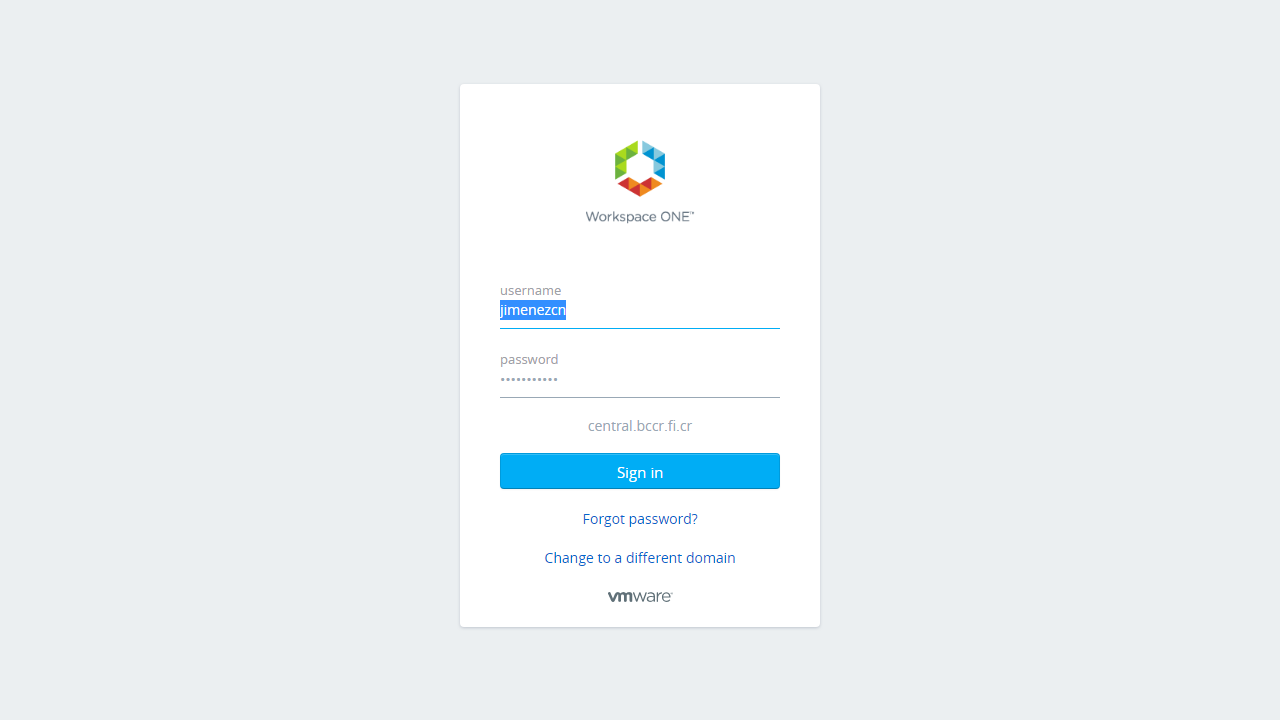 Workspace ONE™
username
jimenezcn
password
•••••••••••
central.bccr.fi.cr
Sign in
Forgot password?
Change to a different domain
vmware